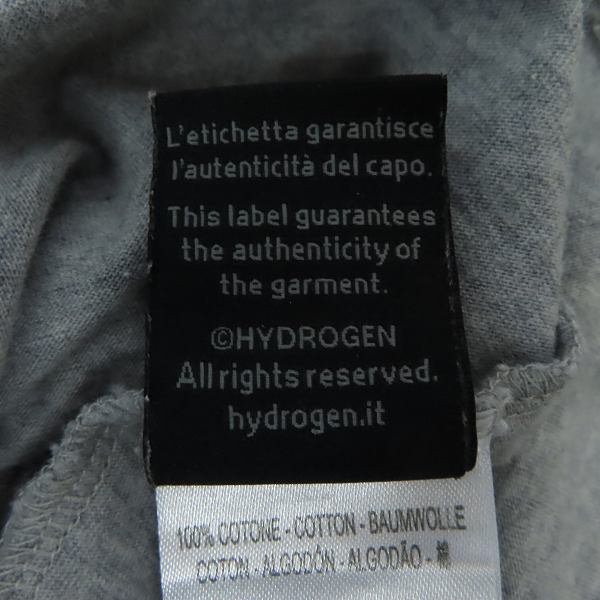 L'etichetta garantisce
l'autenticità del capo.
This label guarantees
the authenticity of
the garment.
©HYDROGEN
All rights reserved.
hydrogen.it
100% COTONE - COTTON - BAUMWOLLE
COTON - ALGODÓN - ALGODÃO - 綿